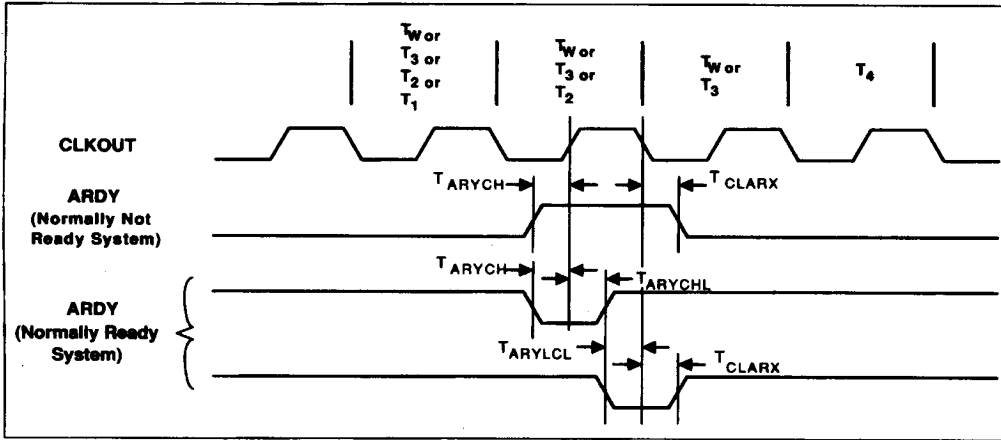 TW or
T3 or
T2 or
T1
TW or
T3 or
T2
TW or
T3
T4
CLKOUT
TARYCH
TCLARX
ARDY
(Normally Not
Ready System)
TARYCH
TARYCHL
ARDY
(Normally Ready
System)
TARYLCL
TCLARX